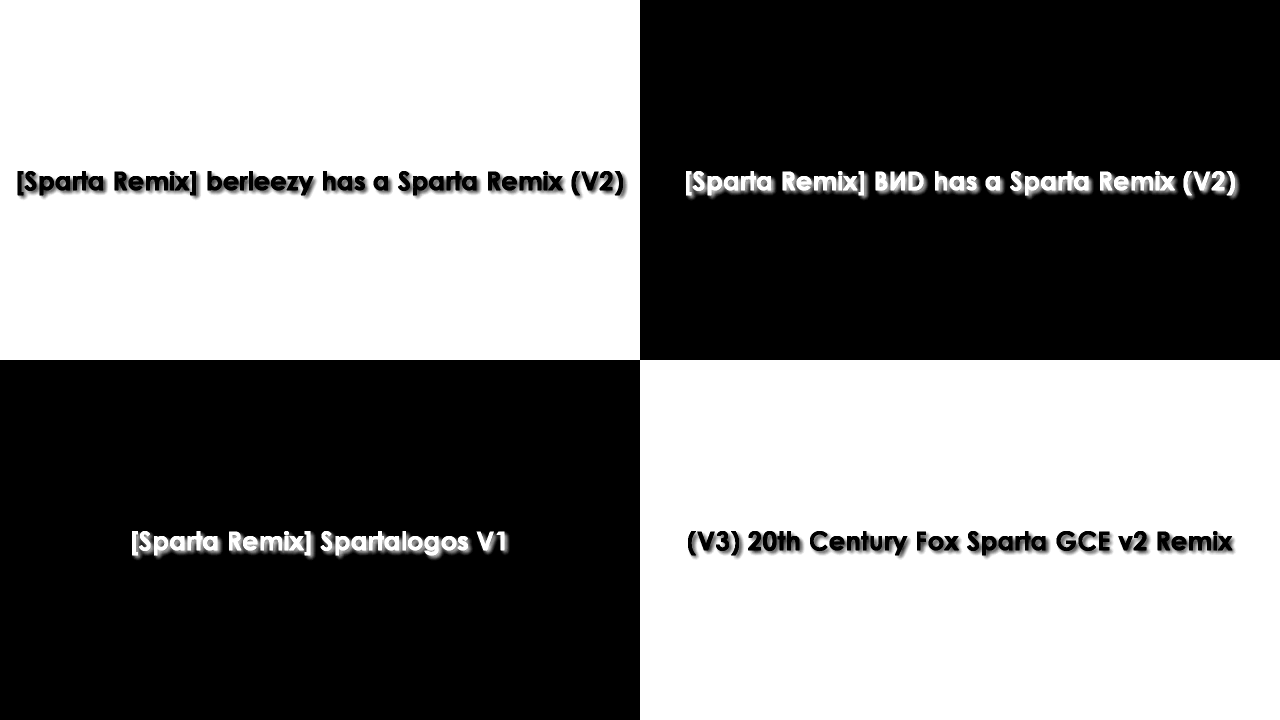 [Sparta Remix] berleezy has a Sparta Remix (V2)
[Sparta Remix] ВИD has a Sparta Remix (V2)
[Sparta Remix] Spartalogos V1
(V3) 20th Century Fox Sparta GCE v2 Remix